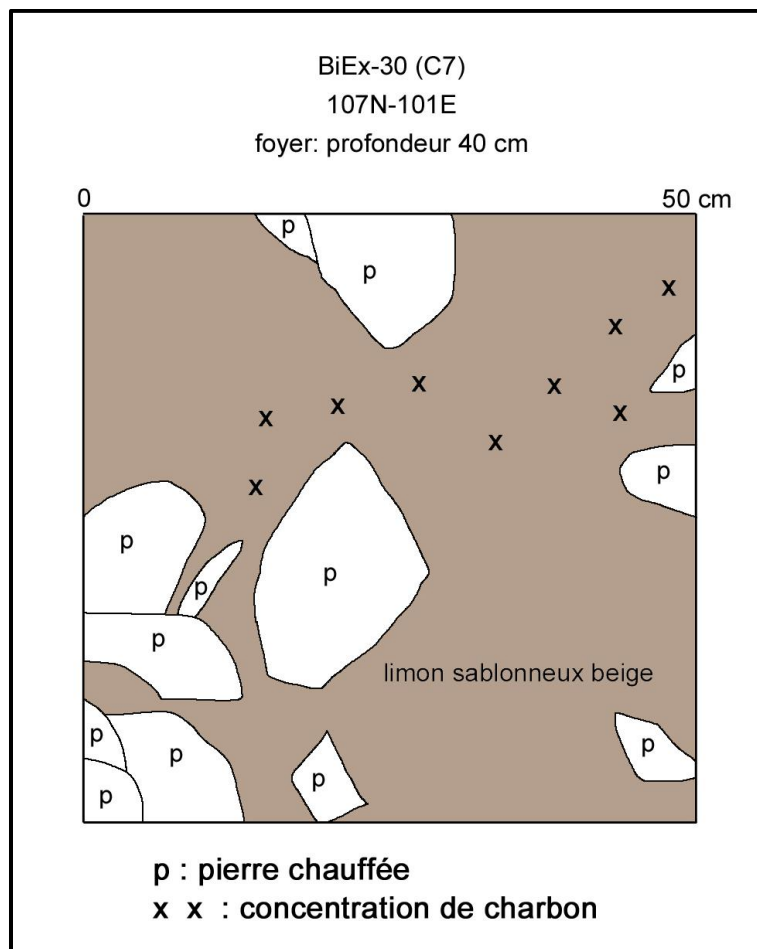 BiEx-30 (C7)
107N-101E
foyer: profondeur 40 cm
0 50 cm
p
p
x
x
p
x
x
x
x
x
x
p
x
p
p
p
limon sablonneux beige
p
p
p
p
p
p
p : pierre chauffée
x x : concentration de charbon